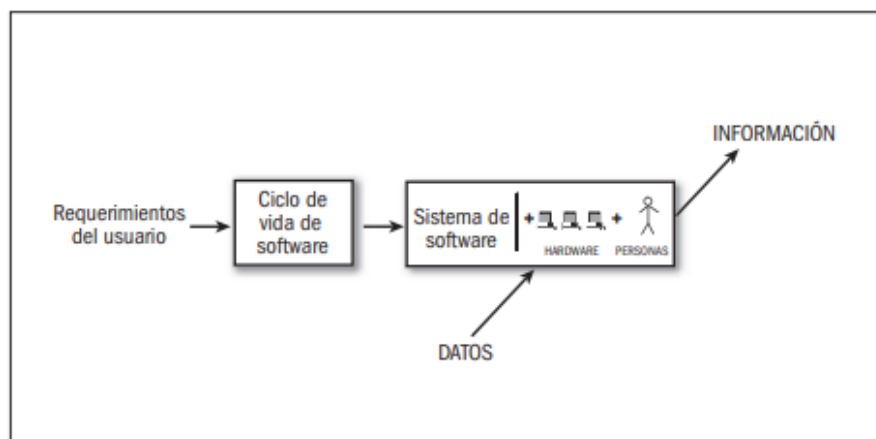 INFORMACIÓN
Requerimientos
del usuario
Ciclo de
vida de
software
Sistema de
software
+ +
HARDWARE PERSONAS
DATOS